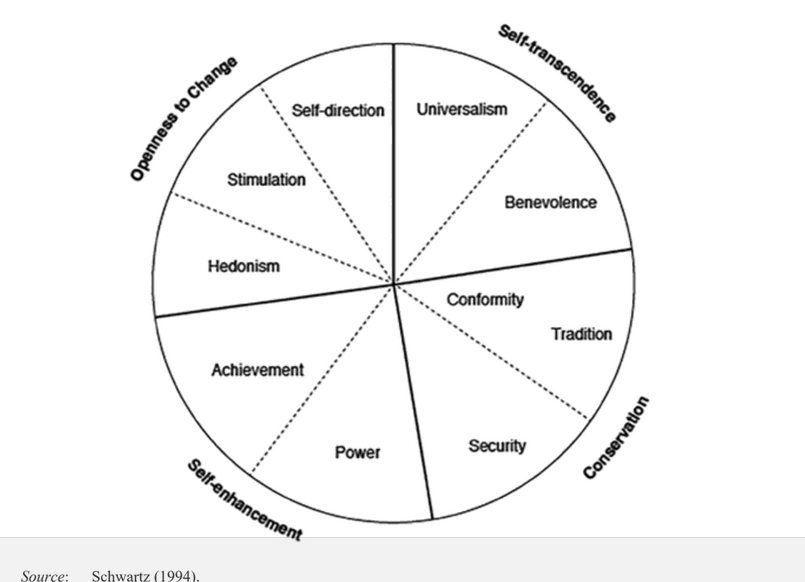 Self-transcendence
Openness to Change
Self-direction
Universalism
Stimulation
Benevolence
Hedonism
Conformity
Tradition
Achievement
Security
Power
Conservation
Self-enhancement
Source: Schwartz (1994).